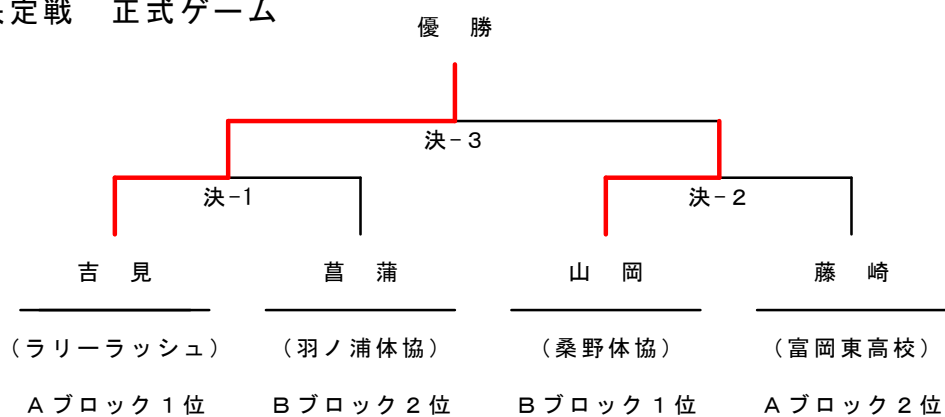 定戦　正式ゲーム
優　勝
決−３
決−1
決−２
吉　見
菖　蒲
山　岡
藤　崎
（ラリーラッシュ）
（羽ノ浦体協）
（桑野体協）
（富岡東高校）
Ａブロック１位
Ｂブロック２位
Ｂブロック１位
Ａブロック２位